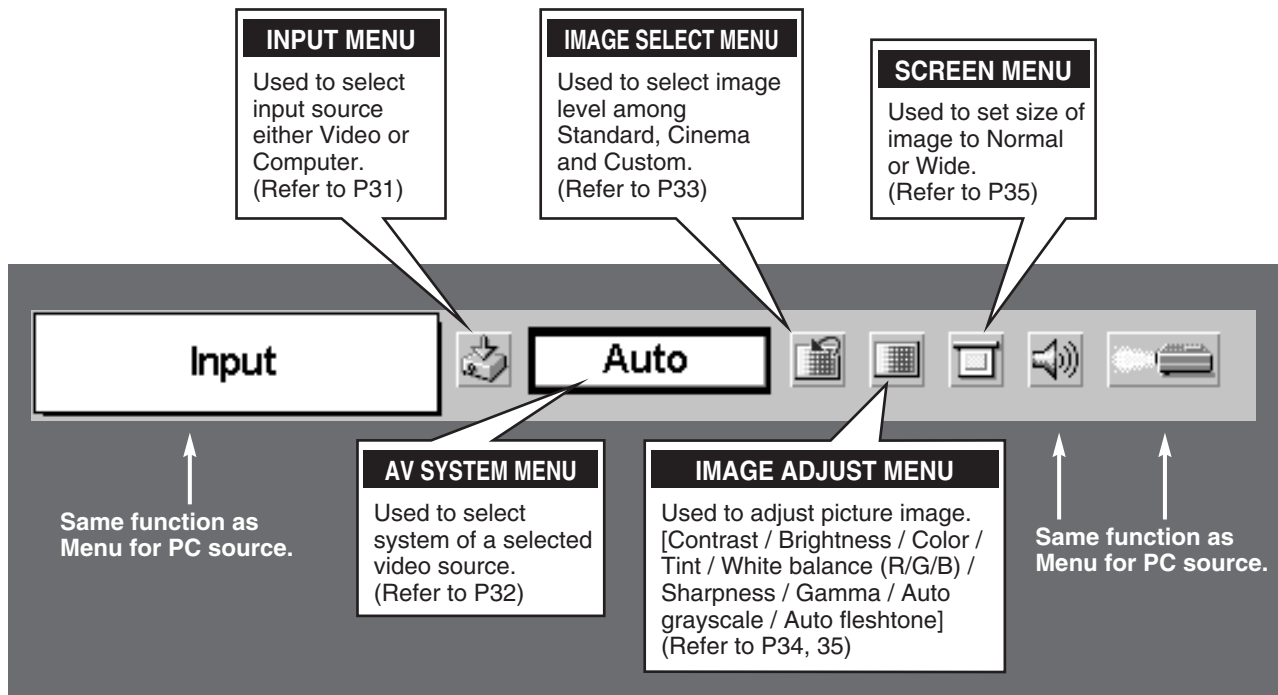 INPUT MENU
Used to select
input source
either Video or
Computer.
(Refer to P31)
IMAGE SELECT MENU
Used to select image
level among
Standard, Cinema
and Custom.
(Refer to P33)
SCREEN MENU
Used to set size of
image to Normal
or Wide.
(Refer to P35)
Input
Auto
Same function as
Menu for PC source.
AV SYSTEM MENU
Used to select
system of a selected
video source.
(Refer to P32)
IMAGE ADJUST MENU
Used to adjust picture image.
[Contrast / Brightness / Color /
Tint / White balance (R/G/B) /
Sharpness / Gamma / Auto
grayscale / Auto fleshtone]
(Refer to P34, 35)
Same function as
Menu for PC source.